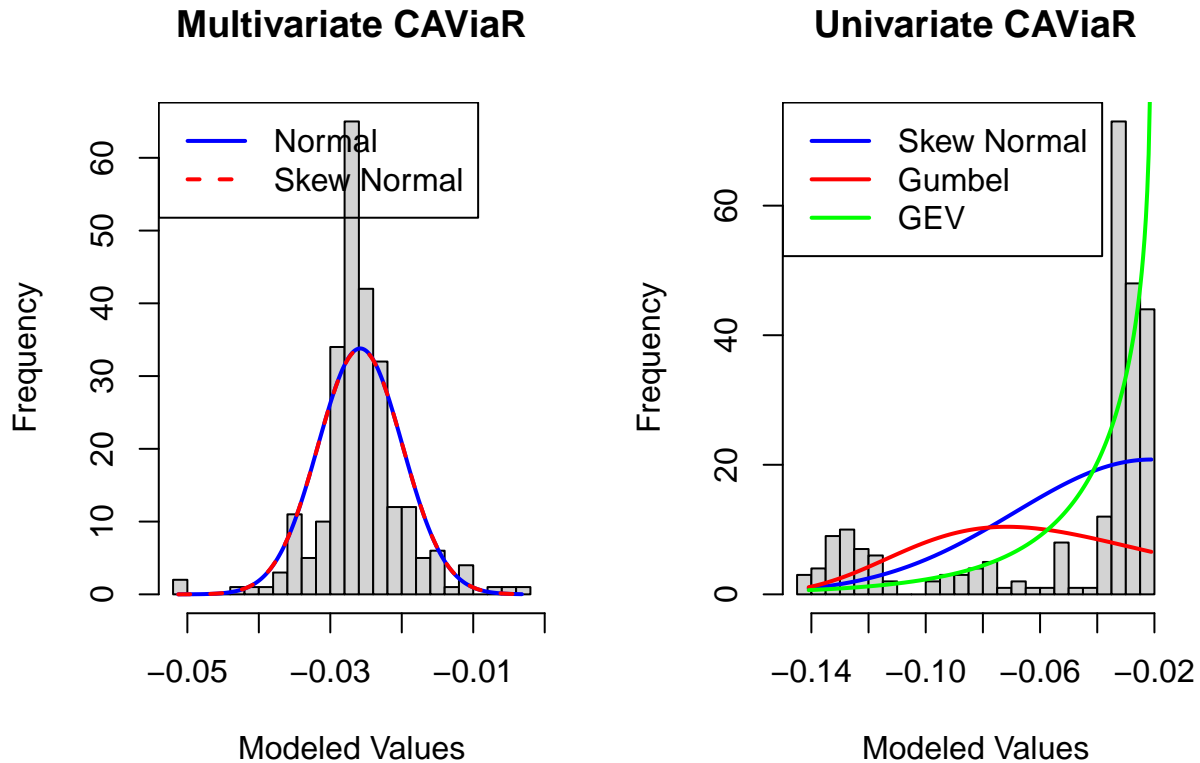 Multivariate CAViaR
Normal
Skew Normal
Frequency
0
10
20
30
40
50
60
−0.05
−0.03
−0.01
Modeled Values
Univariate CAViaR
Skew Normal
Gumbel
GEV
Frequency
0
20
40
60
−0.14
−0.10
−0.06
−0.02
Modeled Values